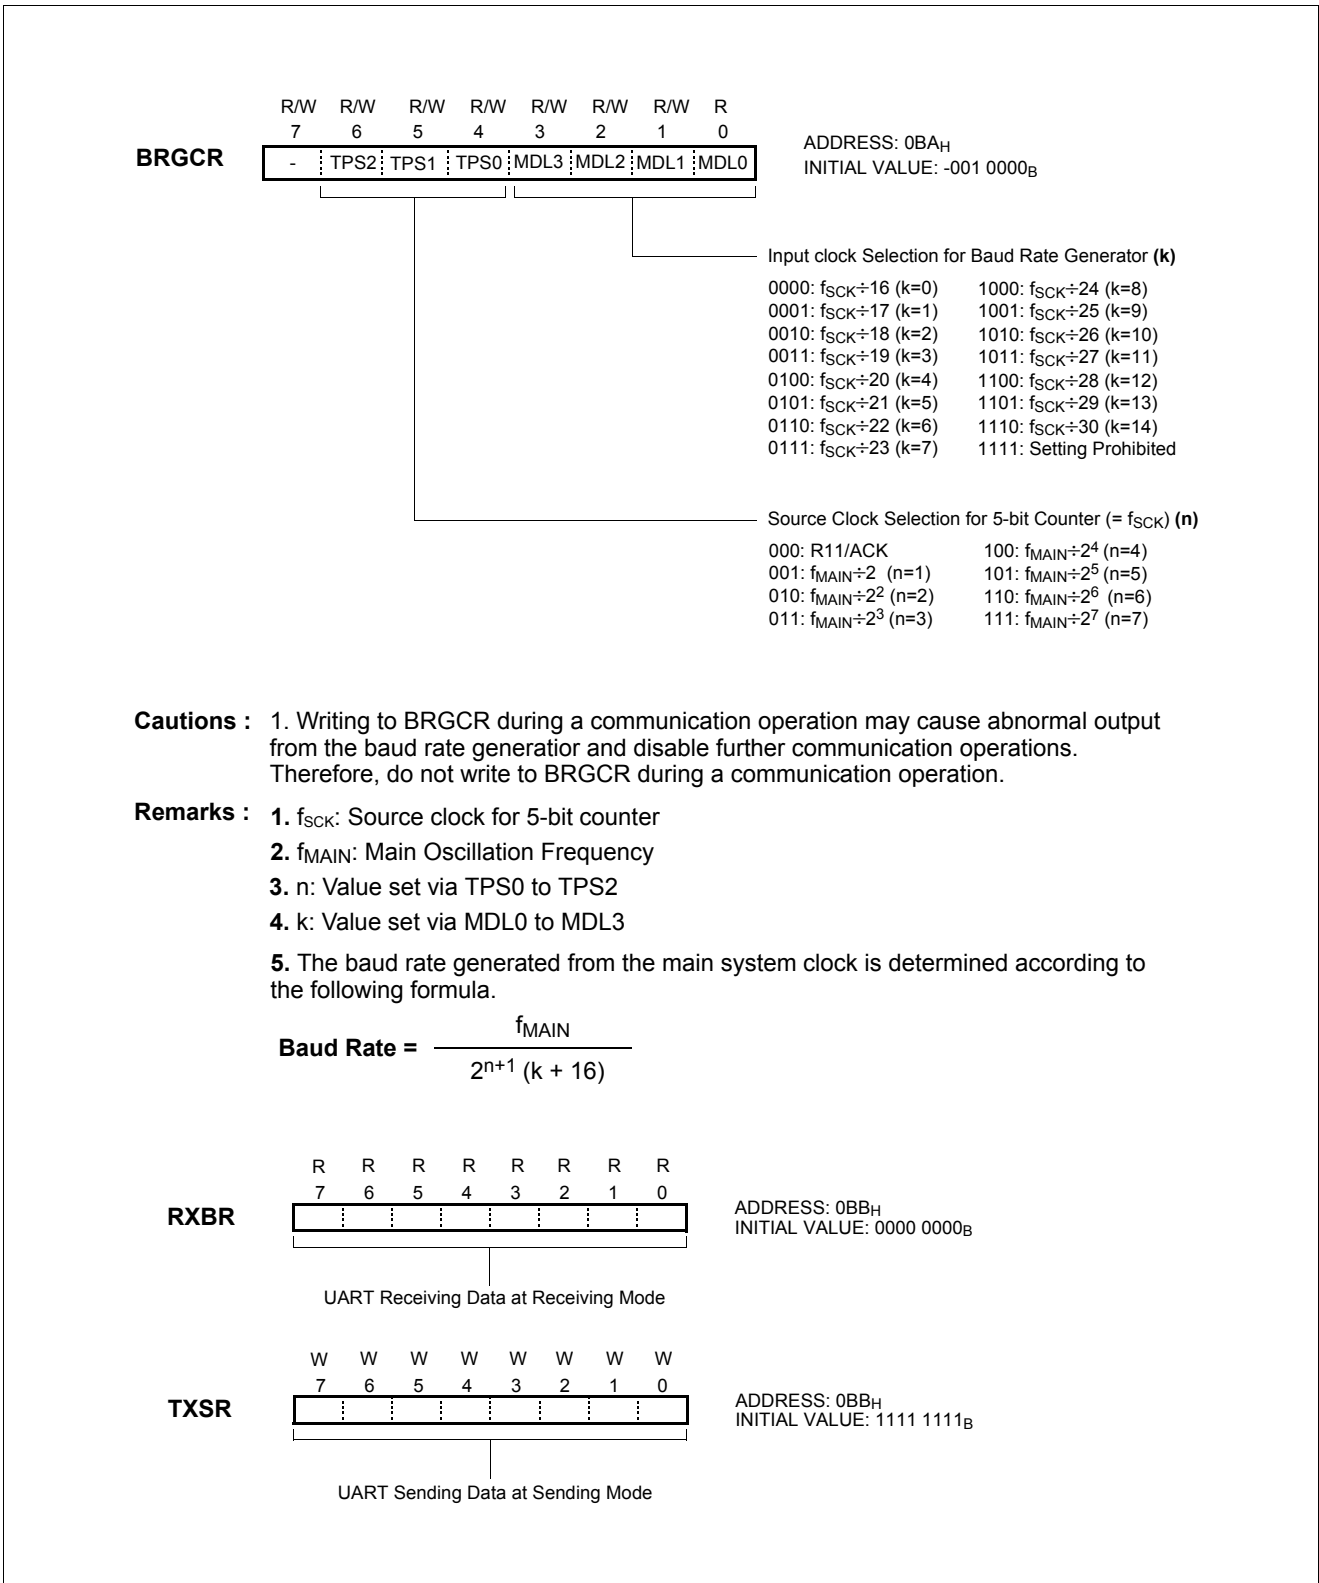 R/W R/W R/W R/W R/W R/W R/W R
7 6 5 4 3 2 1 0
BRGCR - TPS2 TPS1 TPS0 MDL3 MDL2 MDL1 MDL0
ADDRESS: 0BAH
INITIAL VALUE: -001 0000B
Input clock Selection for Baud Rate Generator (k)
0000: fSCK÷16 (k=0) 1000: fSCK÷24 (k=8)
0001: fSCK÷17 (k=1) 1001: fSCK÷25 (k=9)
0010: fSCK÷18 (k=2) 1010: fSCK÷26 (k=10)
0011: fSCK÷19 (k=3) 1011: fSCK÷27 (k=11)
0100: fSCK÷20 (k=4) 1100: fSCK÷28 (k=12)
0101: fSCK÷21 (k=5) 1101: fSCK÷29 (k=13)
0110: fSCK÷22 (k=6) 1110: fSCK÷30 (k=14)
0111: fSCK÷23 (k=7) 1111: Setting Prohibited
Source Clock Selection for 5-bit Counter (= fSCK) (n)
000: R11/ACK 100: fMAIN÷2⁴ (n=4)
001: fMAIN÷2 (n=1) 101: fMAIN÷2⁵ (n=5)
010: fMAIN÷2² (n=2) 110: fMAIN÷2⁶ (n=6)
011: fMAIN÷2³ (n=3) 111: fMAIN÷2⁷ (n=7)
Cautions : 1. Writing to BRGCR during a communication operation may cause abnormal output
from the baud rate generatior and disable further communication operations.
Therefore, do not write to BRGCR during a communication operation.
Remarks : 1. fSCK: Source clock for 5-bit counter
2. fMAIN: Main Oscillation Frequency
3. n: Value set via TPS0 to TPS2
4. k: Value set via MDL0 to MDL3
5. The baud rate generated from the main system clock is determined according to
the following formula.
fMAIN
Baud Rate =
2ⁿ⁺¹ (k + 16)
R R R R R R R R
7 6 5 4 3 2 1 0
RXBR
ADDRESS: 0BBH
INITIAL VALUE: 0000 0000B
UART Receiving Data at Receiving Mode
W W W W W W W W
7 6 5 4 3 2 1 0
TXSR
ADDRESS: 0BBH
INITIAL VALUE: 1111 1111B
UART Sending Data at Sending Mode